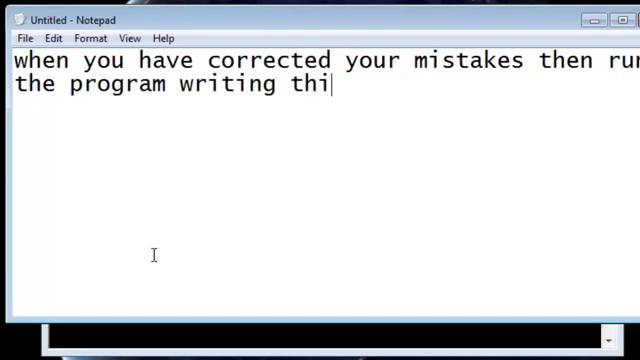 Untitled - Notepad
File Edit Format View Help
when you have corrected your mistakes then run
the program writing thi